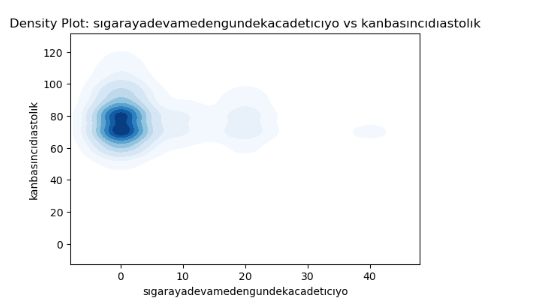 Density Plot: sıgarayadevamedengundekacadetıcıyo vs kanbasıncıdıastolık
120
100
80
60
40
20
0
kanbasıncıdıastolık
0 10 20 30 40
sıgarayadevamedengundekacadetıcıyo